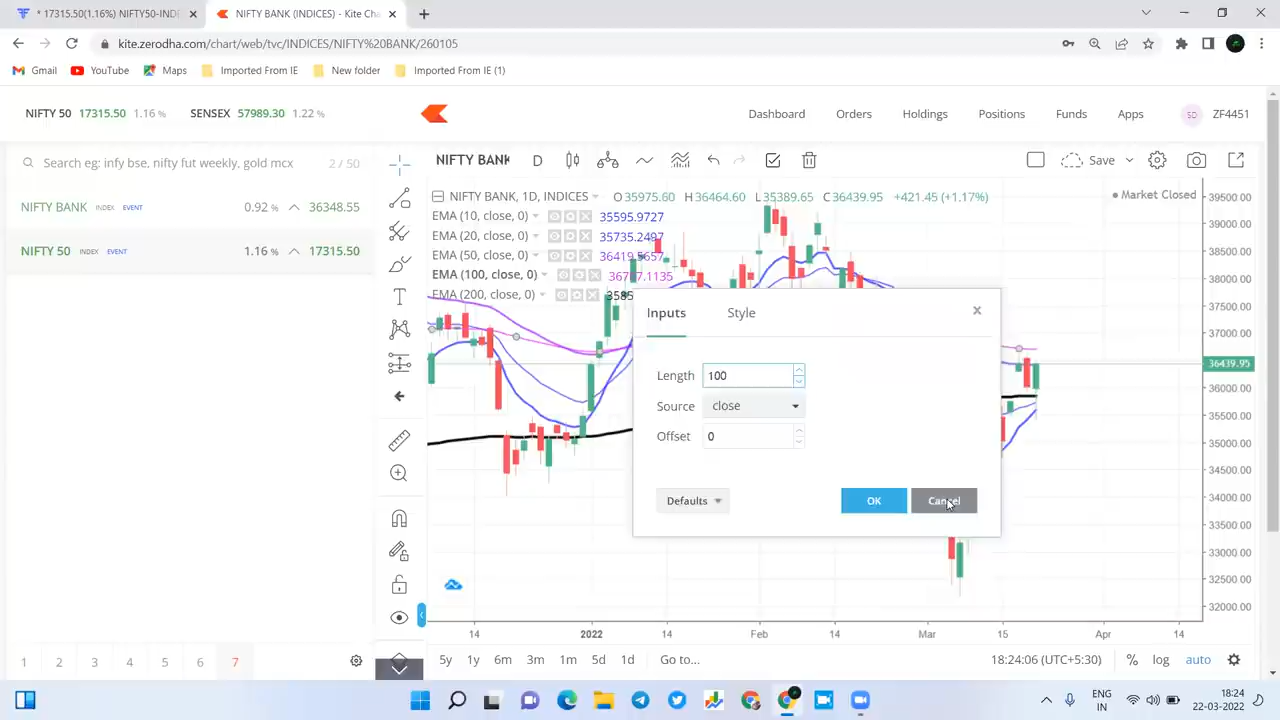 * 17315.50(1.16%) NIFTY50-INDE
NIFTY BANK (INDICES) - Kite Cha
kite.zerodha.com/chart/web/tvc/INDICES/NIFTY%20BANK/260105
Gmail YouTube Maps Imported From IE New folder Imported From IE (1)
NIFTY 50 17315.50 1.16 % SENSEX 57989.30 1.22 %
Dashboard Orders Holdings Positions Funds Apps SD ZF4451
Search eg: infy bse, nifty fut weekly, gold mcx 2 / 50
NIFTY BANK INDEX EVENT 0.92 % 36348.55
NIFTY 50 INDEX EVENT 1.16 % 17315.50
NIFTY BANK D Save
NIFTY BANK, 1D, INDICES O35975.60 H36464.60 L35389.65 C36439.95 +421.45 (+1.17%)
Market Closed
EMA (10, close, 0) 35595.9727
EMA (20, close, 0) 35735.2497
EMA (50, close, 0) 36419.5657
EMA (100, close, 0)
EMA (200, close, 0)
Inputs Style
Length 100
Source close
Offset 0
Defaults OK Cancel
39500.00
39000.00
38500.00
38000.00
37500.00
37000.00
36439.95
36000.00
35500.00
35000.00
34500.00
34000.00
33500.00
33000.00
32500.00
32000.00
14 2022 14 Feb 14 Mar 15 Apr 14
5y 1y 6m 3m 1m 5d 1d Go to... 18:24:06 (UTC+5:30) % log auto
1 2 3 4 5 6 7
ENG
IN
18:24
22-03-2022